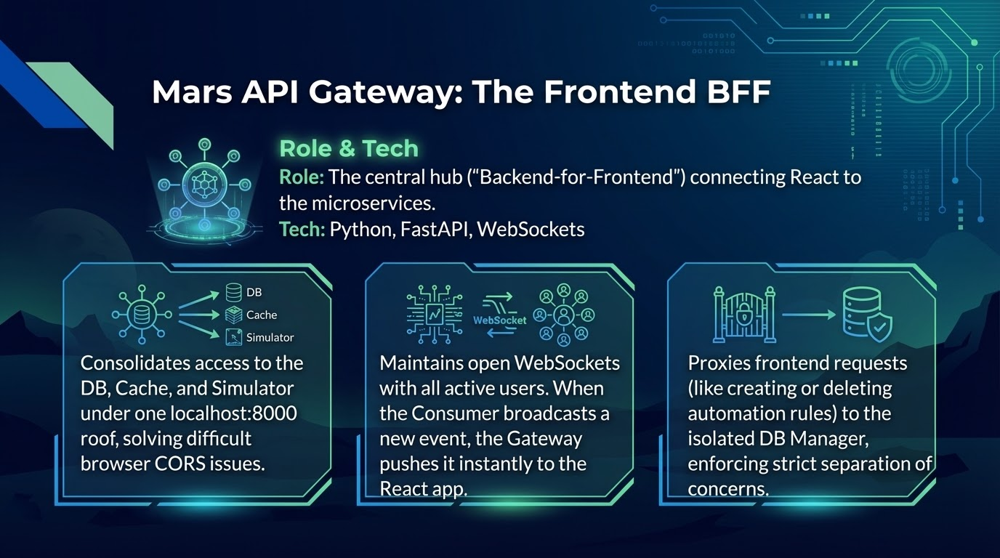 Mars API Gateway: The Frontend BFF
Role & Tech
Role: The central hub (“Backend-for-Frontend”) connecting React to
the microservices.
Tech: Python, FastAPI, WebSockets
DB
Cache
Simulator
Consolidates access to the
DB, Cache, and Simulator
under one localhost:8000
roof, solving difficult
browser CORS issues.
WebSocket
Maintains open WebSockets
with all active users. When
the Consumer broadcasts a
new event, the Gateway
pushes it instantly to the
React app.
Proxies frontend requests
(like creating or deleting
automation rules) to the
isolated DB Manager,
enforcing strict separation of
concerns.